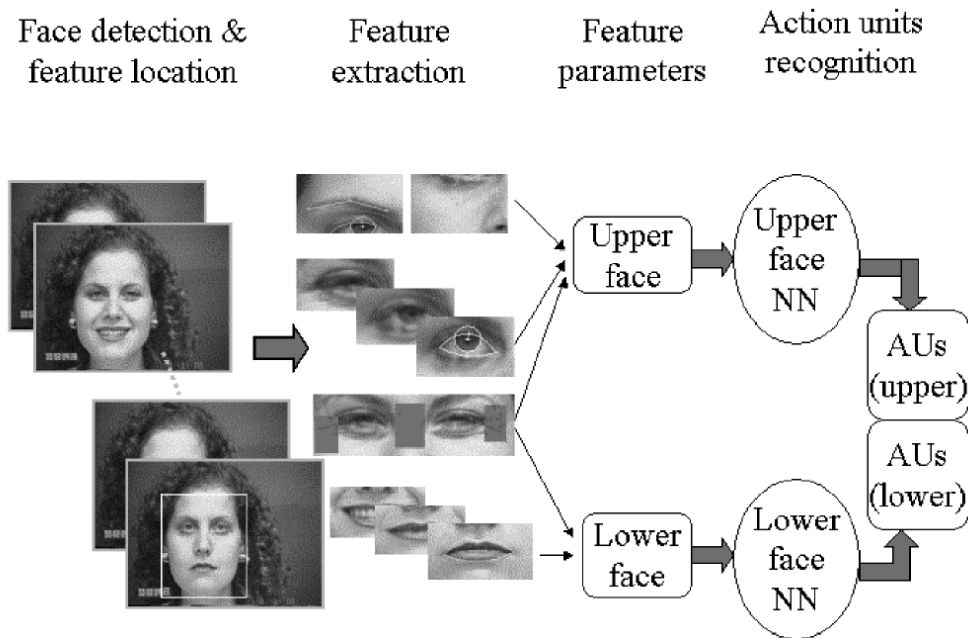 Face detection &
feature location
Feature
extraction
Feature
parameters
Action units
recognition
Upper
face
Upper
face
NN
AUs
(upper)
AUs
(lower)
Lower
face
Lower
face
NN